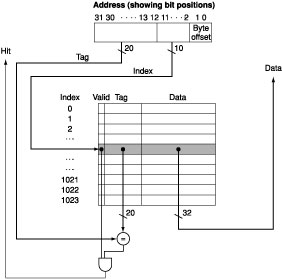 Address (showing bit positions)
31 30 · · · · · 13 12 11 · · · 2 1 0
Byte
offset
Hit
20
10
Tag
Index
Data
Index Valid Tag Data
0
1
2
· · ·
· · ·
· · ·
1021
1022
1023
20
32
=